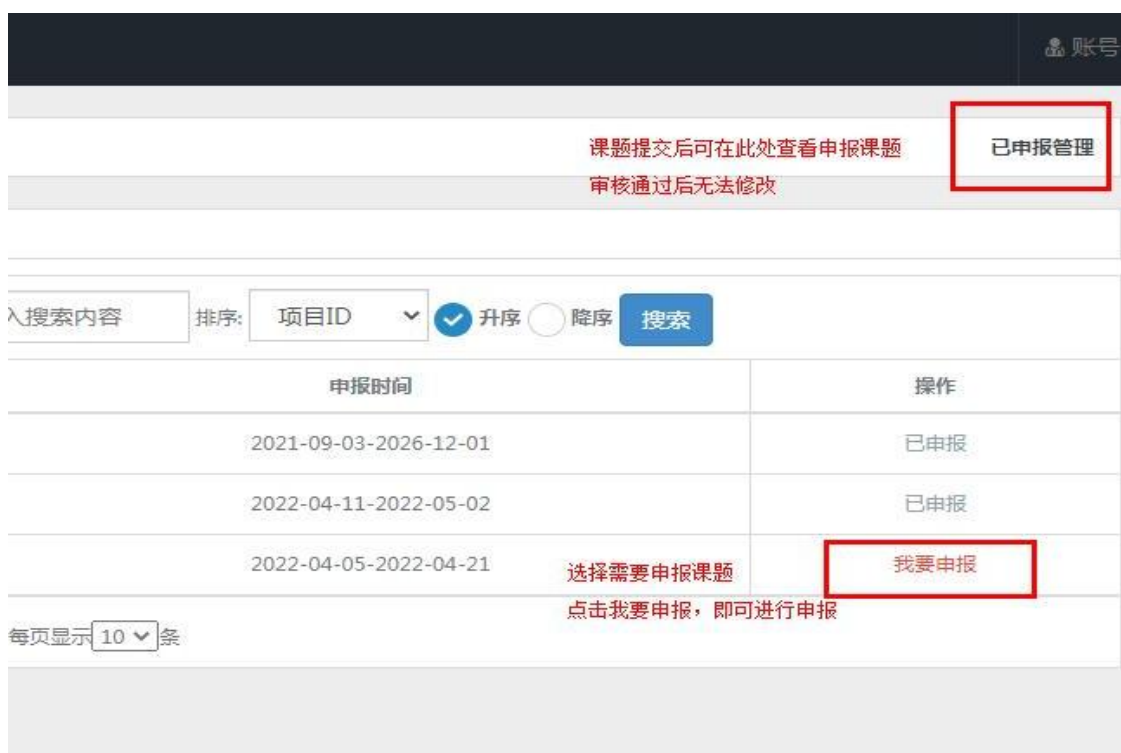 账号
课题提交后可在此处查看申报课题 已申报管理
审核通过后无法修改
入搜索内容 排序: 项目ID 升序 降序 搜索
申报时间 操作
2021-09-03-2026-12-01 已申报
2022-04-11-2022-05-02 已申报
2022-04-05-2022-04-21 我要申报
选择需要申报课题
点击我要申报，即可进行申报
每页显示 10 条